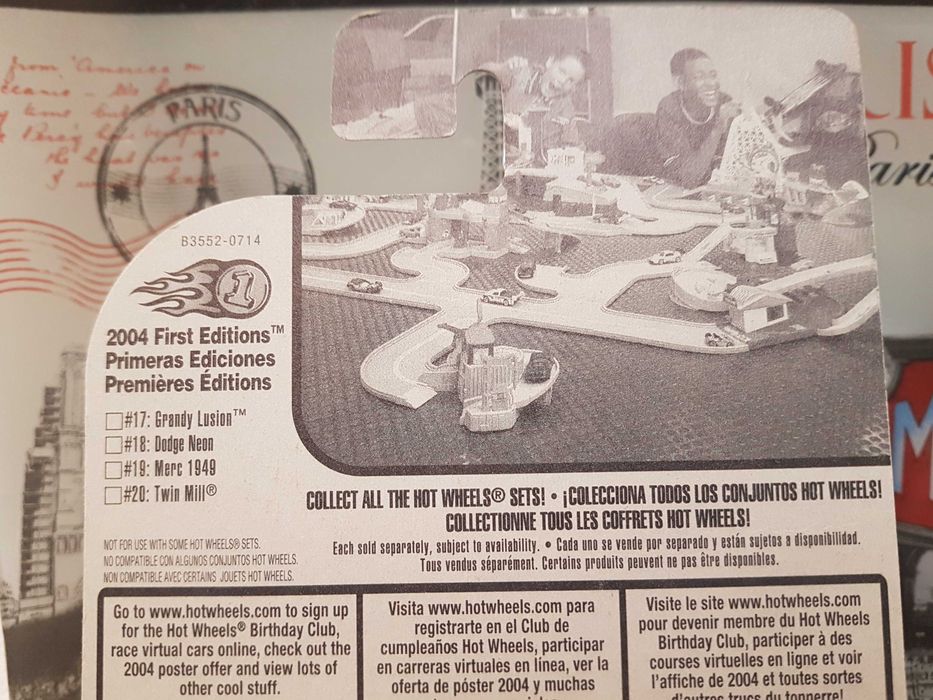 PARIS
B3552-0714
1
2004 First Editions™
Primeras Ediciones
Premières Éditions
#17: Grandy Lusion™
#18: Dodge Neon
#19: Merc 1949
#20: Twin Mill®
COLLECT ALL THE HOT WHEELS® SETS! • ¡COLECCIONA TODOS LOS CONJUNTOS HOT WHEELS!
COLLECTIONNE TOUS LES COFFRETS HOT WHEELS!
Each sold separately, subject to availability. • Cada uno se vende por separado y están sujetos a disponibilidad.
Tous vendus séparément. Certains produits peuvent ne pas être disponibles.
NOT FOR USE WITH SOME HOT WHEELS® SETS.
NO COMPATIBLE CON ALGUNOS CONJUNTOS HOT WHEELS.
NON COMPATIBLE AVEC CERTAINS JOUETS HOT WHEELS.
Go to www.hotwheels.com to sign up
for the Hot Wheels® Birthday Club,
race virtual cars online, check out the
2004 poster offer and view lots of
other cool stuff.
Visita www.hotwheels.com para
registrarte en el Club de
cumpleaños Hot Wheels, participar
en carreras virtuales en línea, ver la
oferta de póster 2004 y muchas
Visite le site www.hotwheels.com
pour devenir membre du Hot Wheels
Birthday Club, participer à des
courses virtuelles en ligne et voir
l'affiche de 2004 et toutes sortes
d'autres trucs du tonnerre!